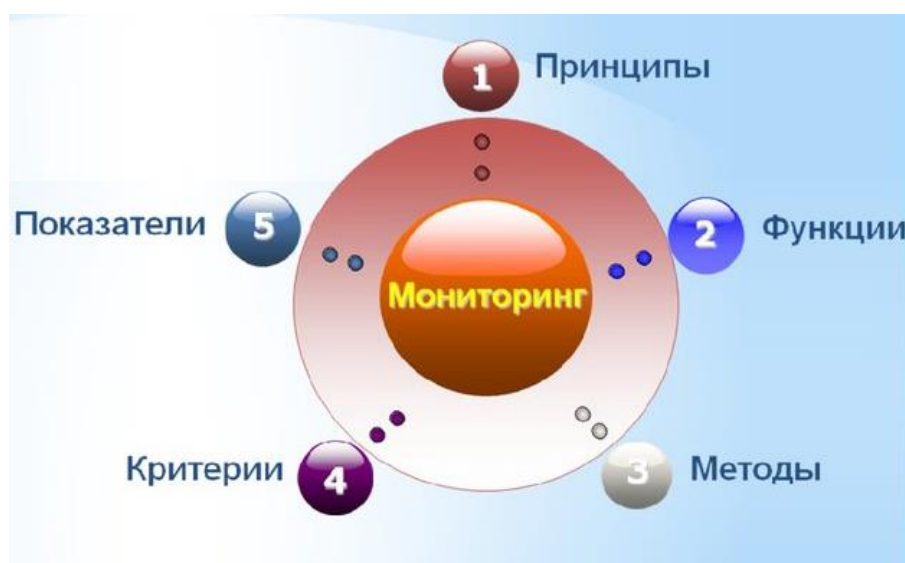 1 Принципы
2 Функции
3 Методы
4 Критерии
5 Показатели
Мониторинг